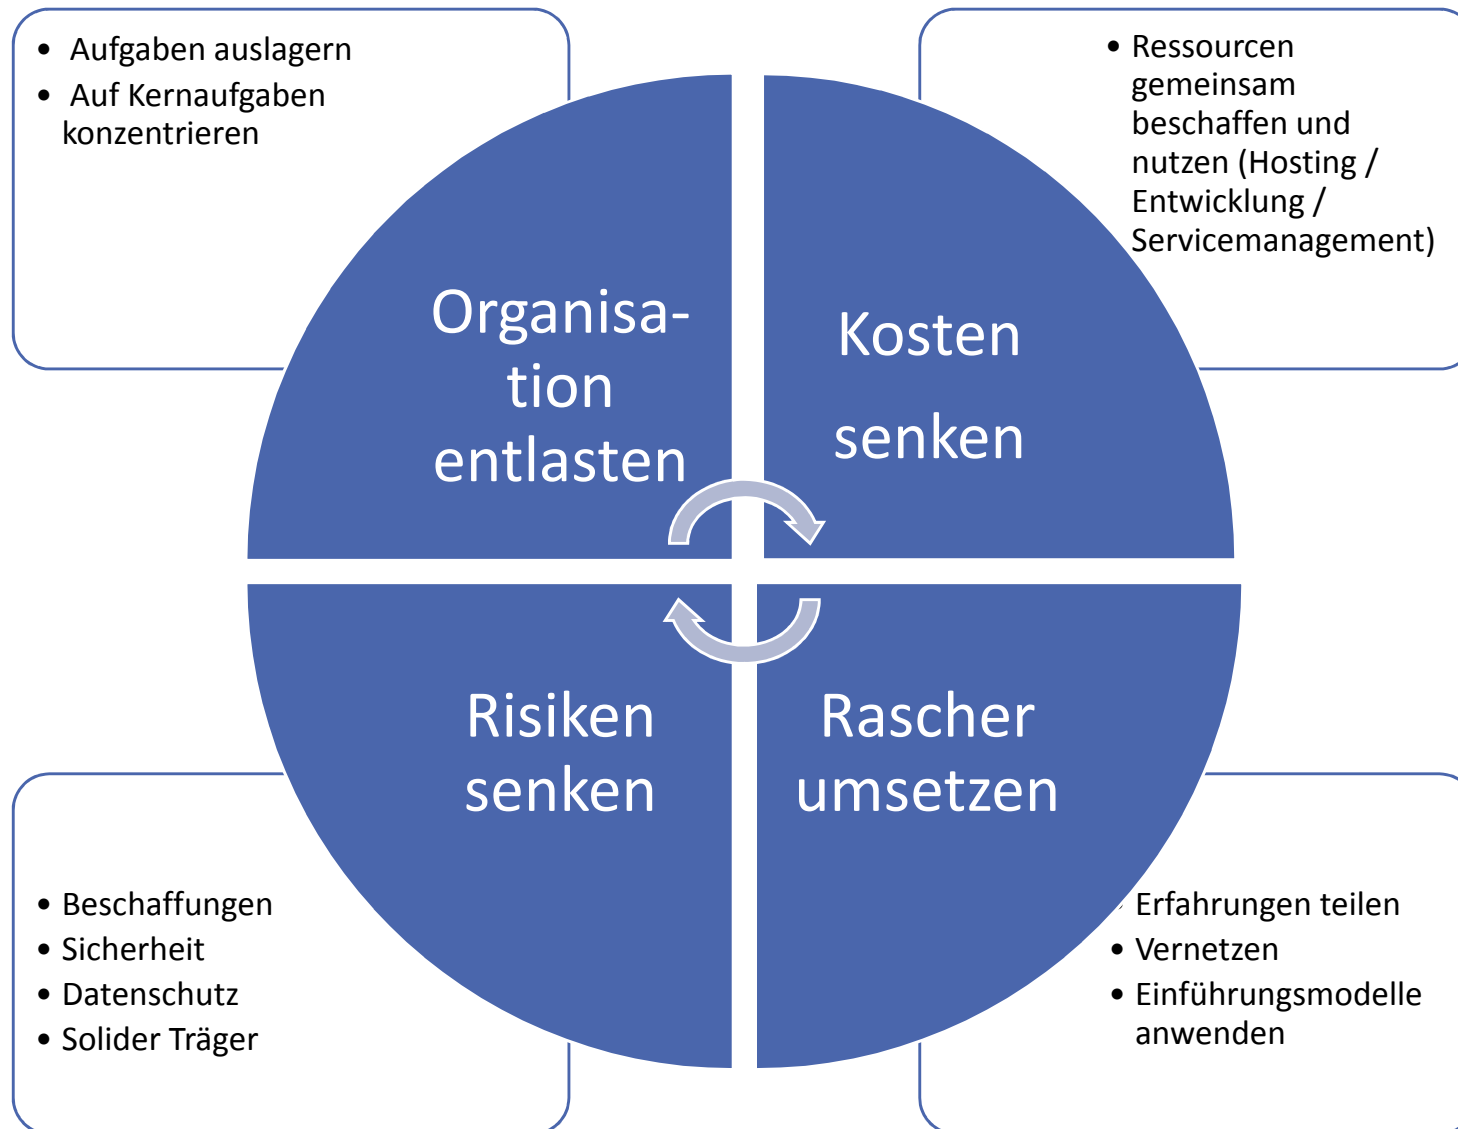 • Aufgaben auslagern
• Auf Kernaufgaben
konzentrieren
• Ressourcen
gemeinsam
beschaffen und
nutzen (Hosting /
Entwicklung /
Servicemanagement)
Organisa-
tion
entlasten
Kosten
senken
Risiken
senken
Rascher
umsetzen
• Beschaffungen
• Sicherheit
• Datenschutz
• Solider Träger
• Erfahrungen teilen
• Vernetzen
• Einführungsmodelle
anwenden